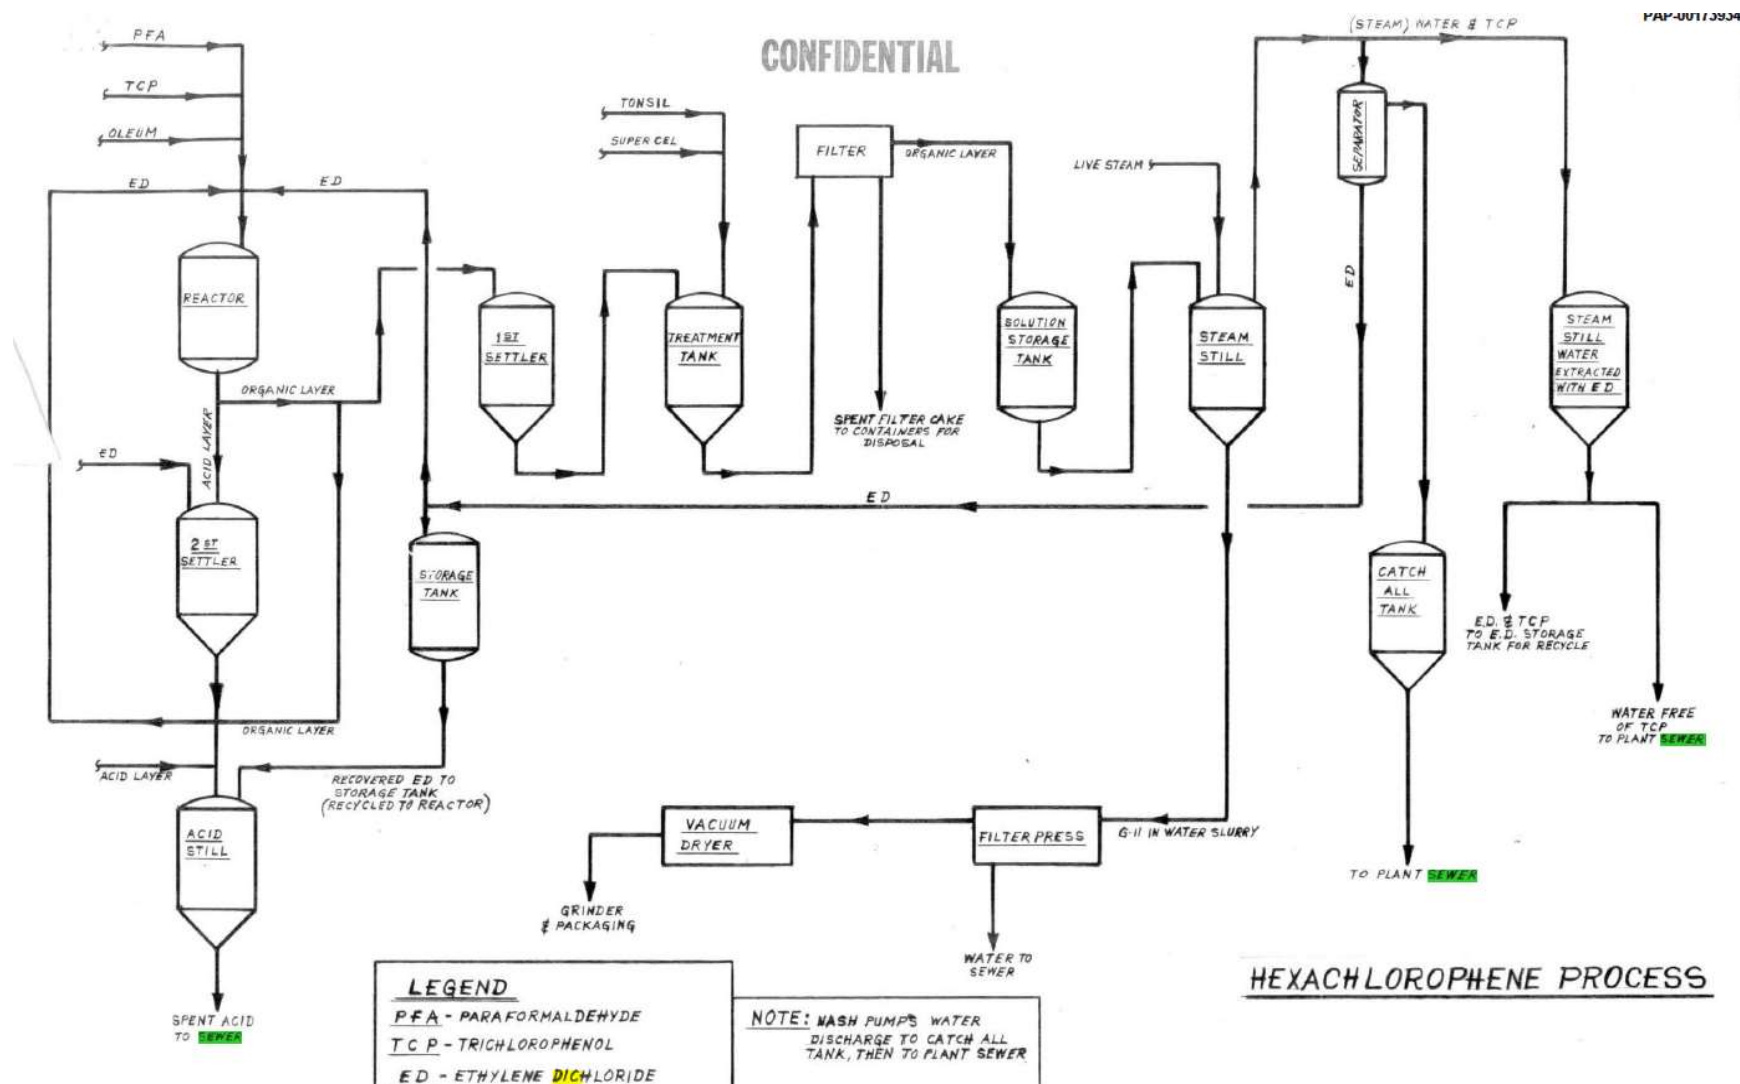 PAP-00173934
CONFIDENTIAL
(STEAM) WATER & TCP
PFA
TCP
OLEUM
ED
ED
TONSIL
SUPER CEL
FILTER
ORGANIC LAYER
LIVE STEAM
SEPARATOR
ED
REACTOR
1ST
SETTLER
TREATMENT
TANK
SOLUTION
STORAGE
TANK
STEAM
STILL
STEAM
STILL
WATER
EXTRACTED
WITH ED
ORGANIC LAYER
ACID LAYER
SPENT FILTER CAKE
TO CONTAINERS FOR
DISPOSAL
ED
ED
2ST
SETTLER
STORAGE
TANK
CATCH
ALL
TANK
E.D. & TCP
TO E.D. STORAGE
TANK FOR RECYCLE
WATER FREE
OF TCP
TO PLANT SEWER
ORGANIC LAYER
ACID LAYER
RECOVERED ED TO
STORAGE TANK
(RECYCLED TO REACTOR)
ACID
STILL
VACUUM
DRYER
FILTER PRESS
G-11 IN WATER SLURRY
TO PLANT SEWER
GRINDER
& PACKAGING
WATER TO
SEWER
SPENT ACID
TO SEWER
HEXACHLOROPHENE PROCESS
LEGEND
PFA - PARAFORMALDEHYDE
TCP - TRICHLOROPHENOL
ED - ETHYLENE DICHLORIDE
NOTE: NASH PUMPS WATER
DISCHARGE TO CATCH ALL
TANK, THEN TO PLANT SEWER